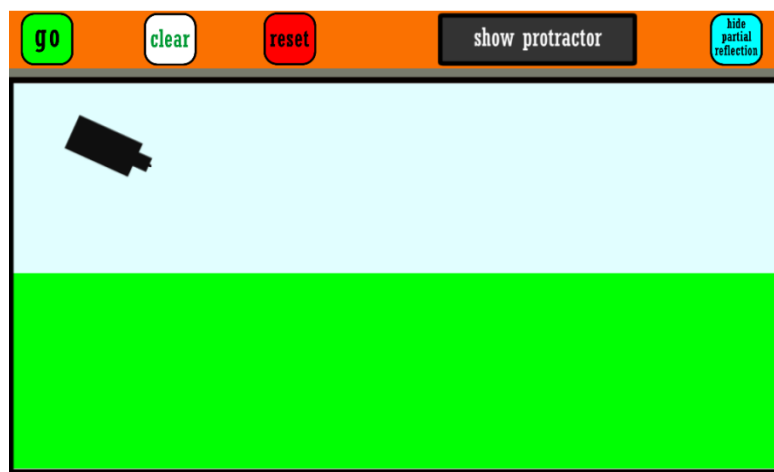 go
clear
reset
show protractor
hide
partial
reflection